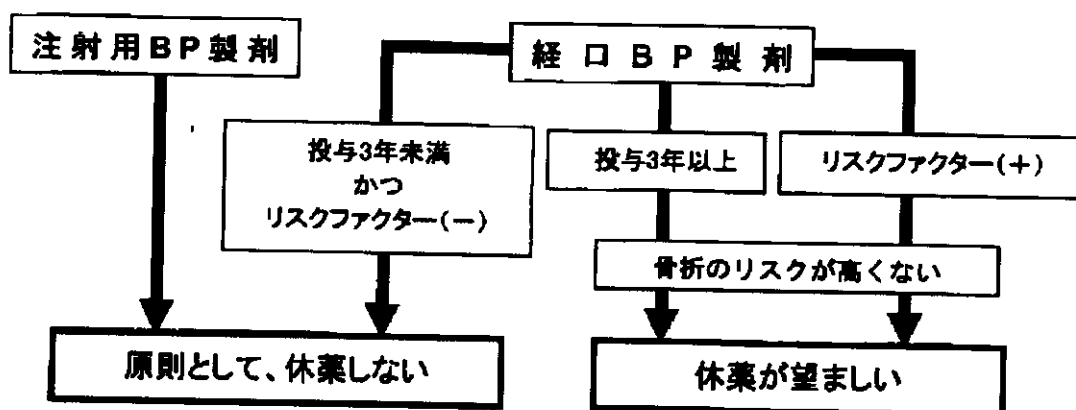 注射用BP製剤
経口BP製剤
投与3年未満
かつ
リスクファクター(－)
投与3年以上
リスクファクター(＋)
骨折のリスクが高くない
原則として、休薬しない
休薬が望ましい